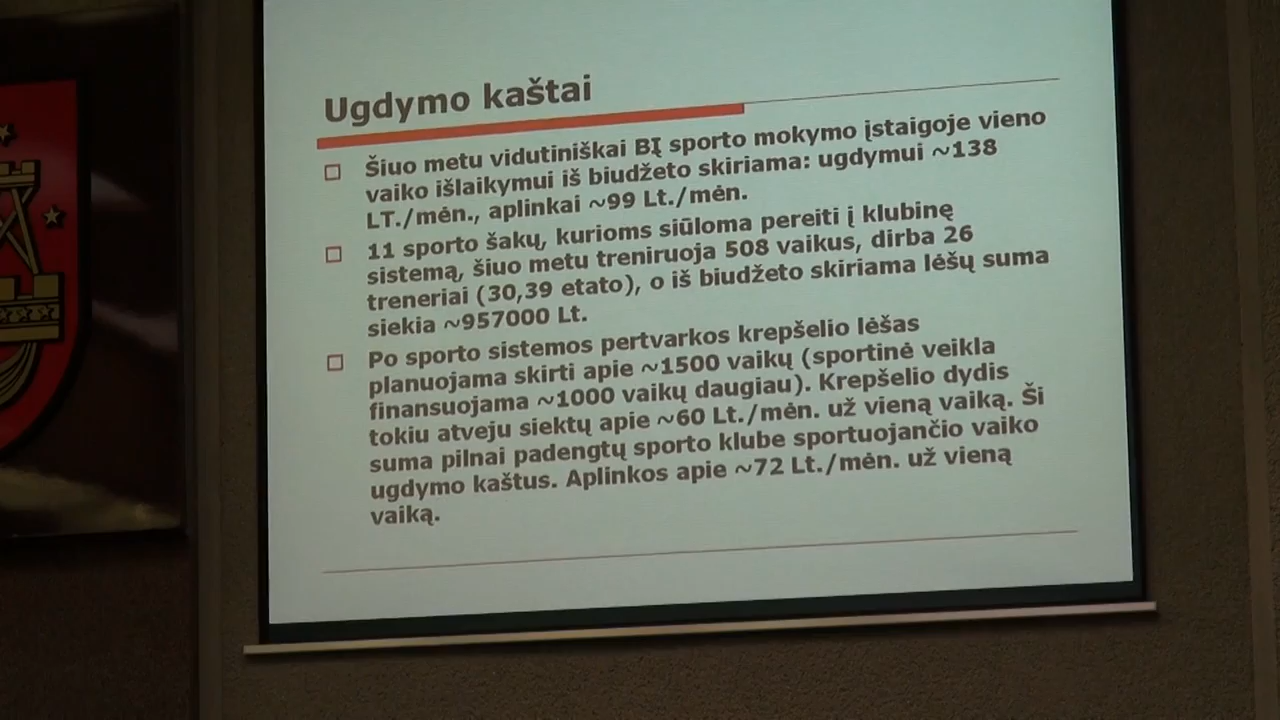 Ugdymo kaštai
Šiuo metu vidutiniškai BĮ sporto mokymo įstaigoje vieno
vaiko išlaikymui iš biudžeto skiriama: ugdymui ~138
LT./mėn., aplinkai ~99 Lt./mėn.
11 sporto šakų, kurioms siūloma pereiti į klubinę
sistemą, šiuo metu treniruoja 508 vaikus, dirba 26
treneriai (30,39 etato), o iš biudžeto skiriama lėšų suma
siekia ~957000 Lt.
Po sporto sistemos pertvarkos krepšelio lėšas
planuojama skirti apie ~1500 vaikų (sportinė veikla
finansuojama ~1000 vaikų daugiau). Krepšelio dydis
tokiu atveju siektų apie ~60 Lt./mėn. už vieną vaiką. Ši
suma pilnai padengtų sporto klube sportuojančio vaiko
ugdymo kaštus. Aplinkos apie ~72 Lt./mėn. už vieną
vaiką.